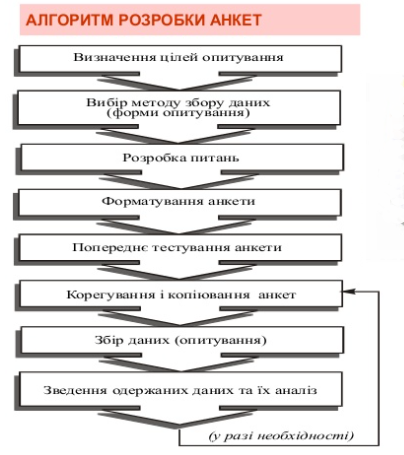 АЛГОРИТМ РОЗРОБКИ АНКЕТ
Визначення цілей опитування
Вибір методу збору даних
(форми опитування)
Розробка питань
Форматування анкети
Попереднє тестування анкети
Корегування і копіювання анкет
Збір даних (опитування)
Зведення одержаних даних та їх аналіз
(у разі необхідності)